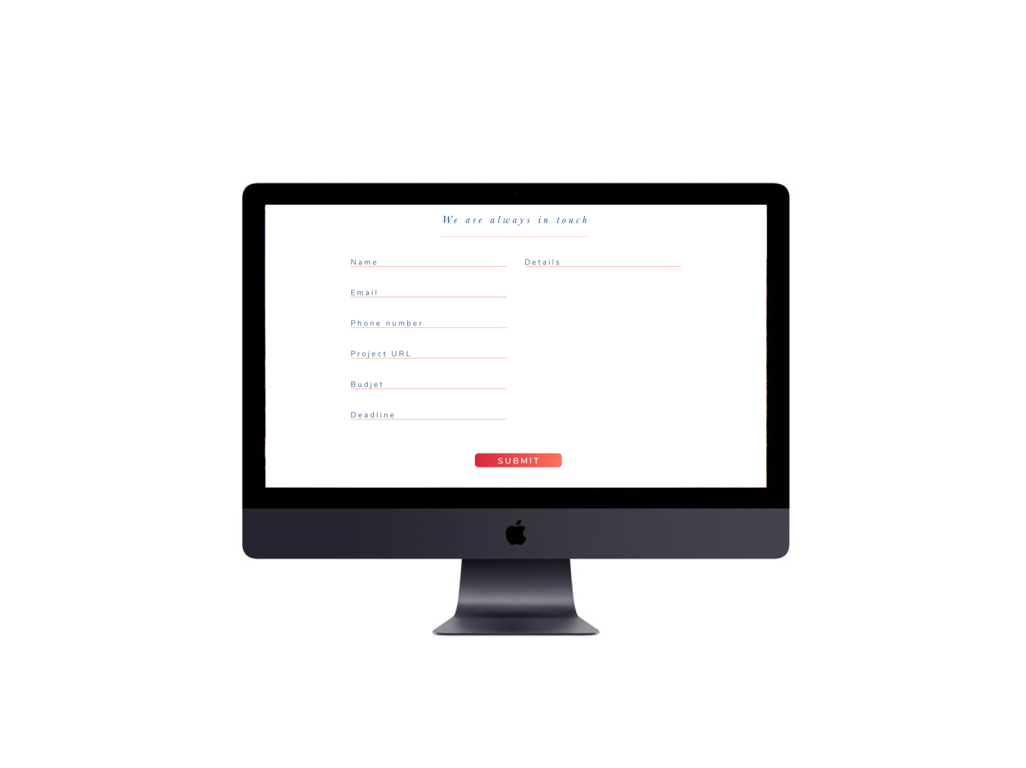 We are always in touch
Name
Details
Email
Phone number
Project URL
Budjet
Deadline
SUBMIT